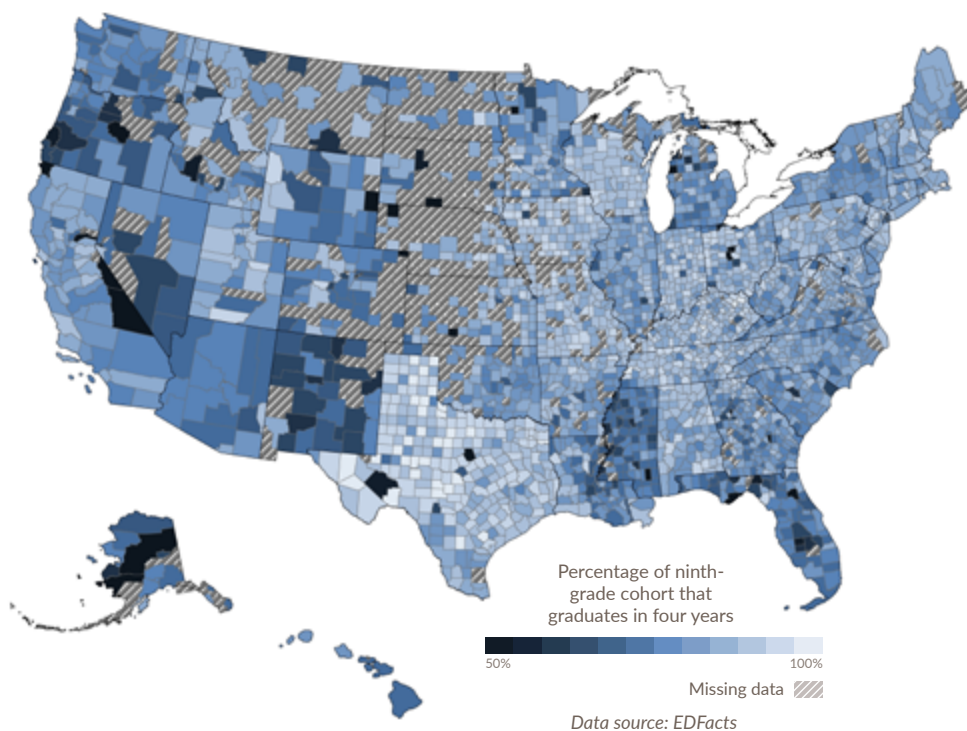 Percentage of ninth-
grade cohort that
graduates in four years
50% 100%
Missing data
Data source: EDFacts